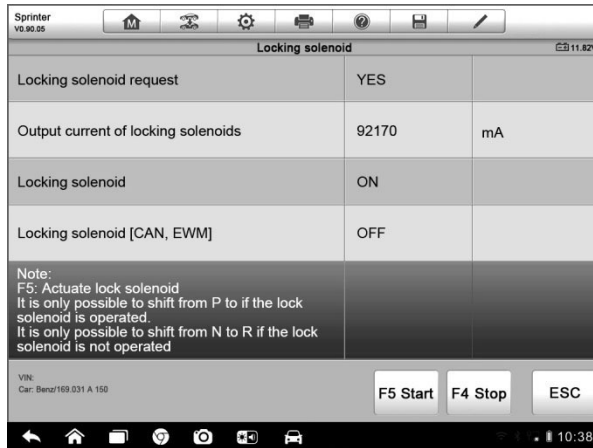 Sprinter
V0.90.05
Locking solenoid
11.82V
Locking solenoid request YES
Output current of locking solenoids 92170 mA
Locking solenoid ON
Locking solenoid [CAN, EWM] OFF
Note:
F5: Actuate lock solenoid
It is only possible to shift from P to if the lock
solenoid is operated.
It is only possible to shift from N to R if the lock
solenoid is not operated
VIN:
Car: Benz/169.031 A 150
F5 Start F4 Stop ESC
10:38